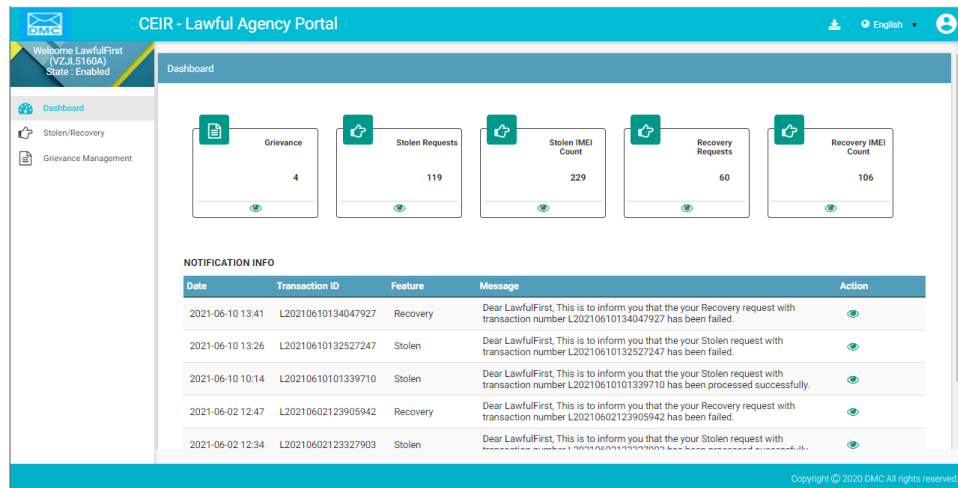 DMC
CEIR - Lawful Agency Portal
English
Welcome LawfulFirst
(VZJL5160A)
State : Enabled
Dashboard
Dashboard
Stolen/Recovery
Grievance Management
Grievance
4
Stolen Requests
119
Stolen IMEI
Count
229
Recovery
Requests
60
Recovery IMEI
Count
106
NOTIFICATION INFO
Date Transaction ID Feature Message Action
2021-06-10 13:41 L20210610134047927 Recovery Dear LawfulFirst, This is to inform you that the your Recovery request with
transaction number L20210610134047927 has been failed.
2021-06-10 13:26 L20210610132527247 Stolen Dear LawfulFirst, This is to inform you that the your Stolen request with
transaction number L20210610132527247 has been failed.
2021-06-10 10:14 L20210610101339710 Stolen Dear LawfulFirst, This is to inform you that the your Stolen request with
transaction number L20210610101339710 has been processed successfully.
2021-06-02 12:47 L20210602123905942 Recovery Dear LawfulFirst, This is to inform you that the your Recovery request with
transaction number L20210602123905942 has been failed.
2021-06-02 12:34 L20210602123327903 Stolen Dear LawfulFirst, This is to inform you that the your Stolen request with
transaction number L20210602123327903 has been processed successfully.
Copyright © 2020 DMC All rights reserved.